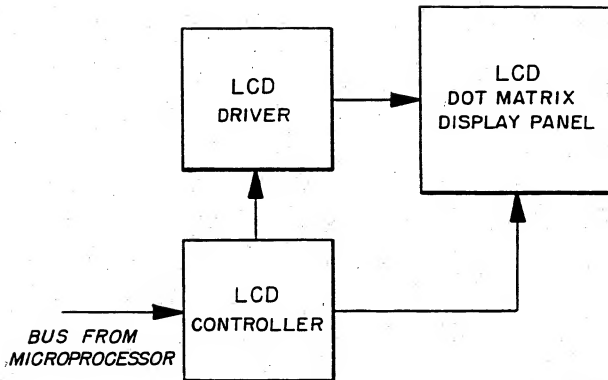 LCD
DRIVER
LCD
DOT MATRIX
DISPLAY PANEL
LCD
CONTROLLER
BUS FROM
MICROPROCESSOR